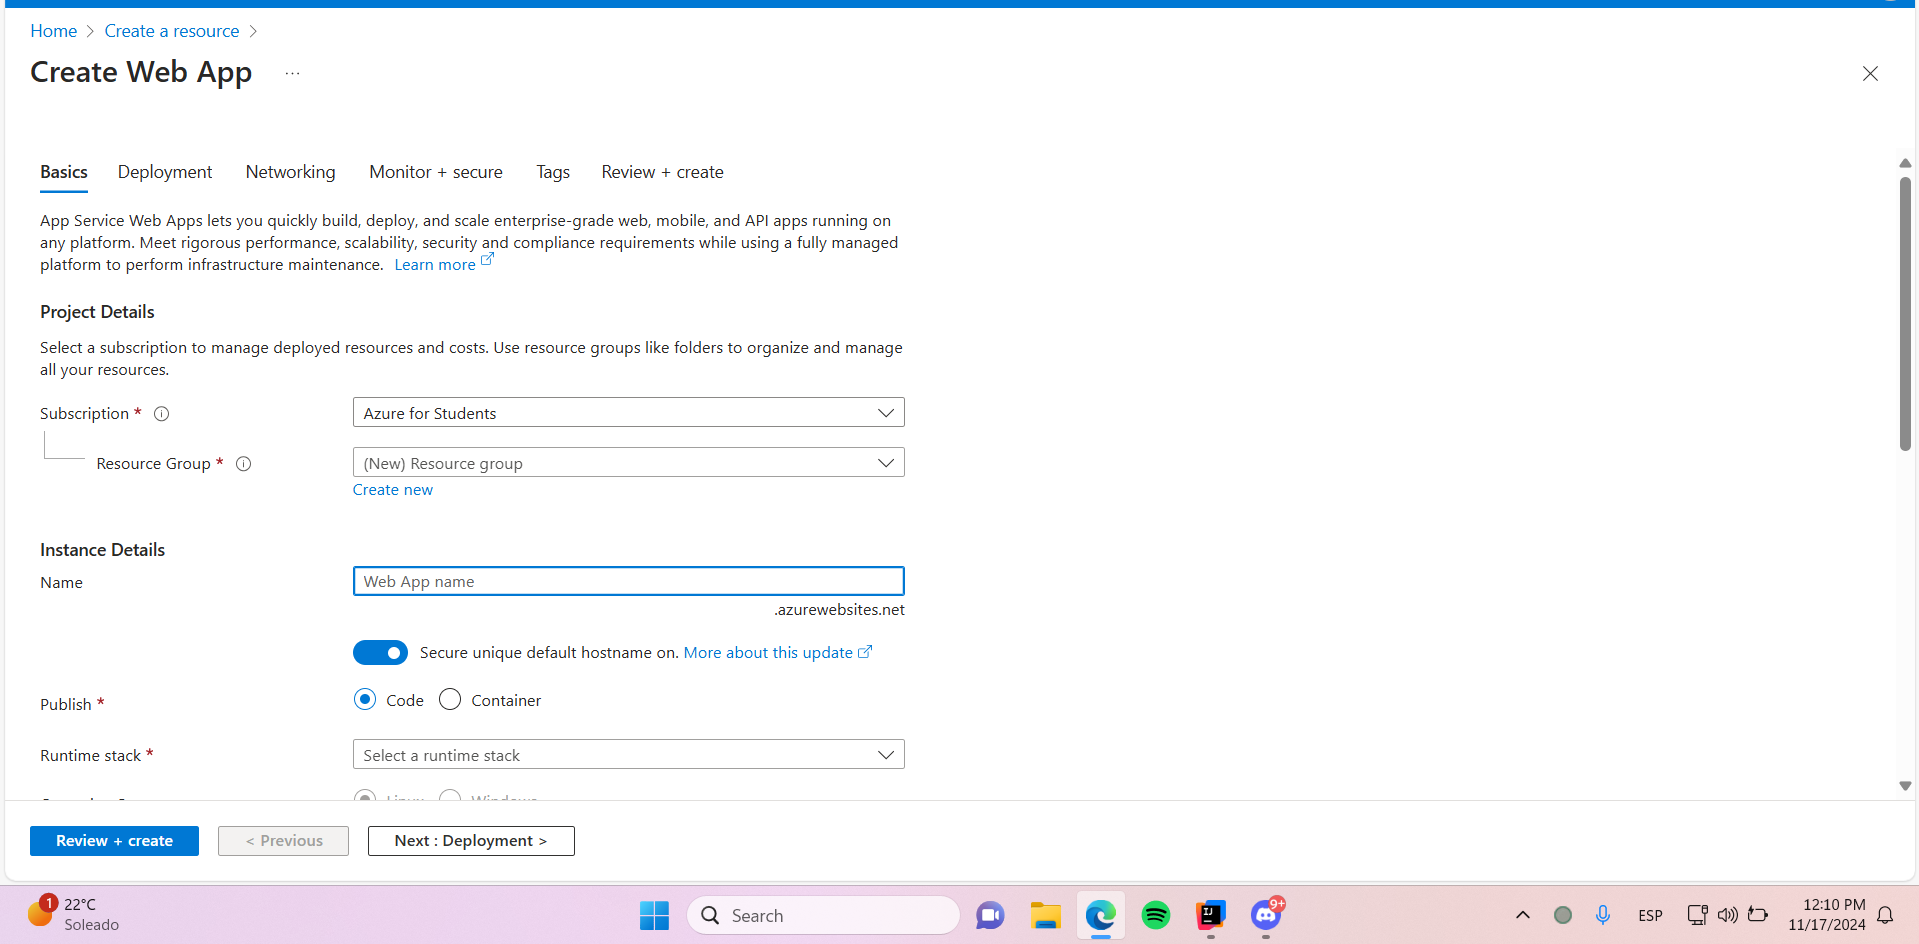 Home > Create a resource >
Create Web App ...
Basics Deployment Networking Monitor + secure Tags Review + create
App Service Web Apps lets you quickly build, deploy, and scale enterprise-grade web, mobile, and API apps running on
any platform. Meet rigorous performance, scalability, security and compliance requirements while using a fully managed
platform to perform infrastructure maintenance. Learn more
Project Details
Select a subscription to manage deployed resources and costs. Use resource groups like folders to organize and manage
all your resources.
Subscription * Azure for Students
Resource Group * (New) Resource group
Create new
Instance Details
Name Web App name
.azurewebsites.net
Secure unique default hostname on. More about this update
Publish * Code Container
Runtime stack * Select a runtime stack
Linux Windows
Review + create < Previous Next : Deployment >
1 22°C
Soleado
Search
9+
ESP
12:10 PM
11/17/2024